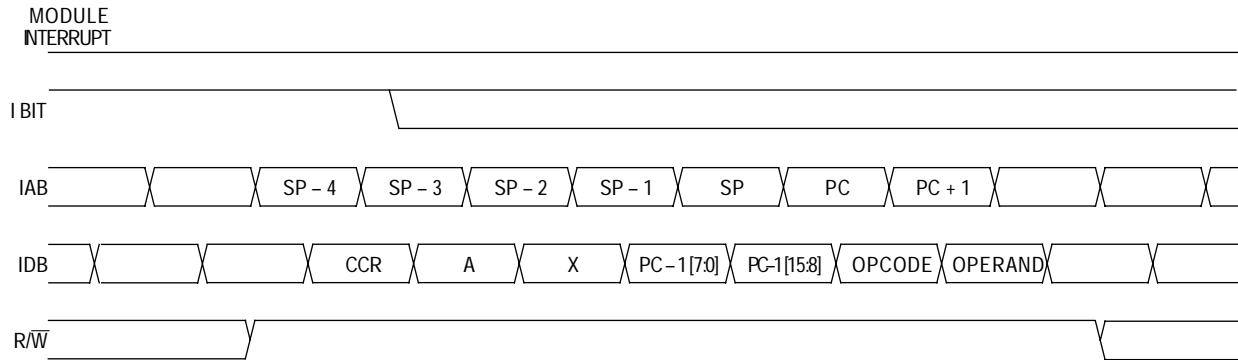 MODULE
INTERRUPT
I BIT
IAB SP – 4 SP – 3 SP – 2 SP – 1 SP PC PC + 1
IDB CCR A X PC – 1 [7:0] PC–1 [15:8] OPCODE OPERAND
R/W̅